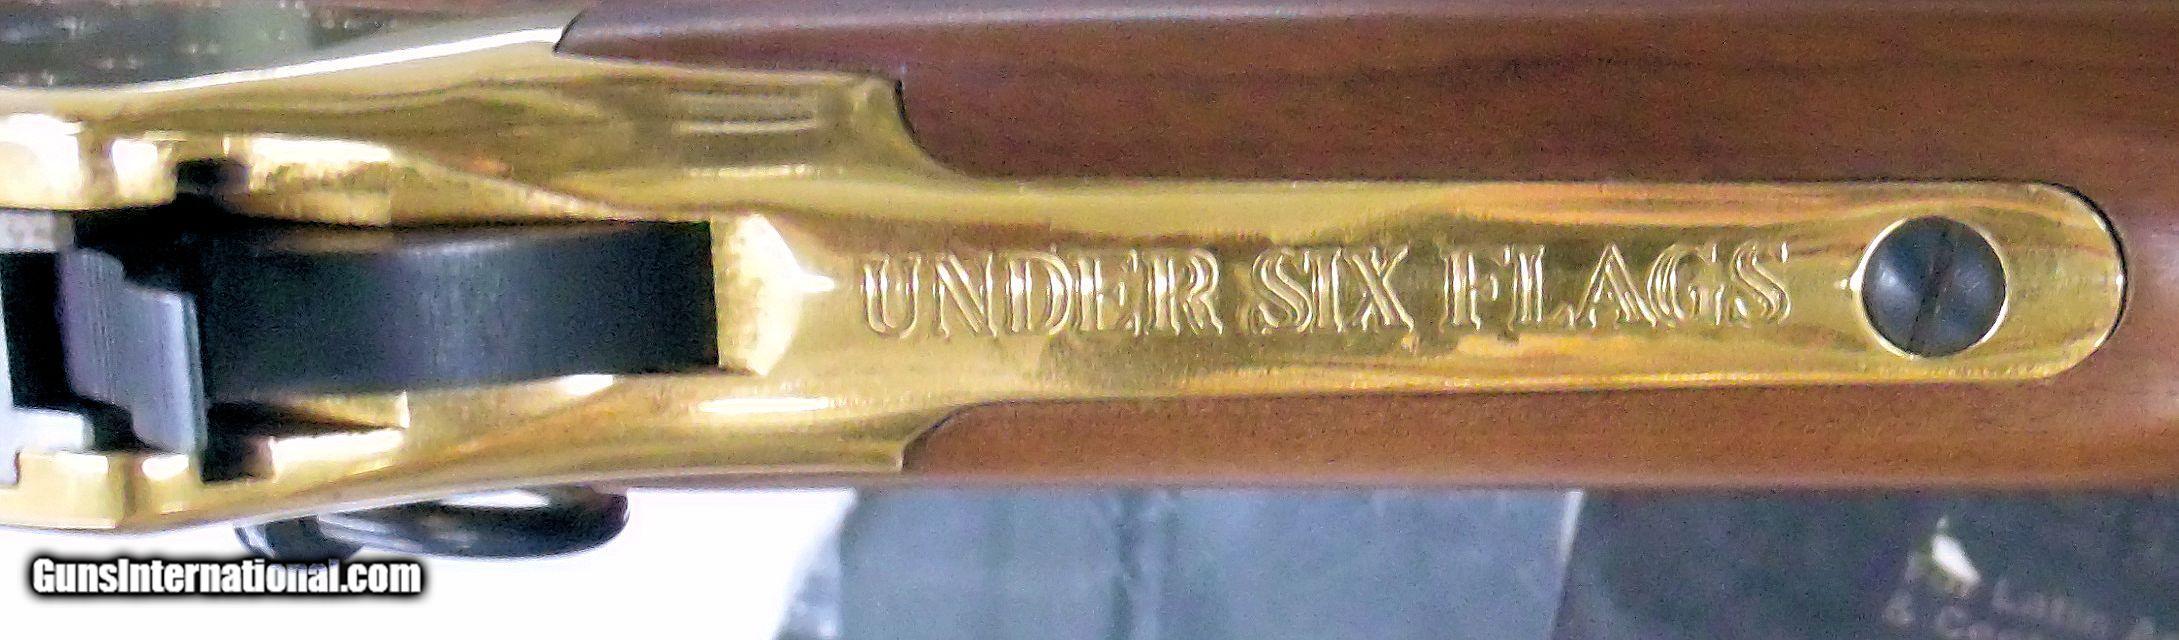 UNDER SIX FLAGS
GunsInternational.com